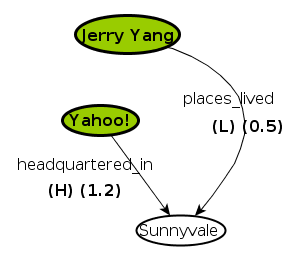 Jerry Yang
places_lived
(L) (0.5)
Yahoo!
headquartered_in
(H) (1.2)
Sunnyvale